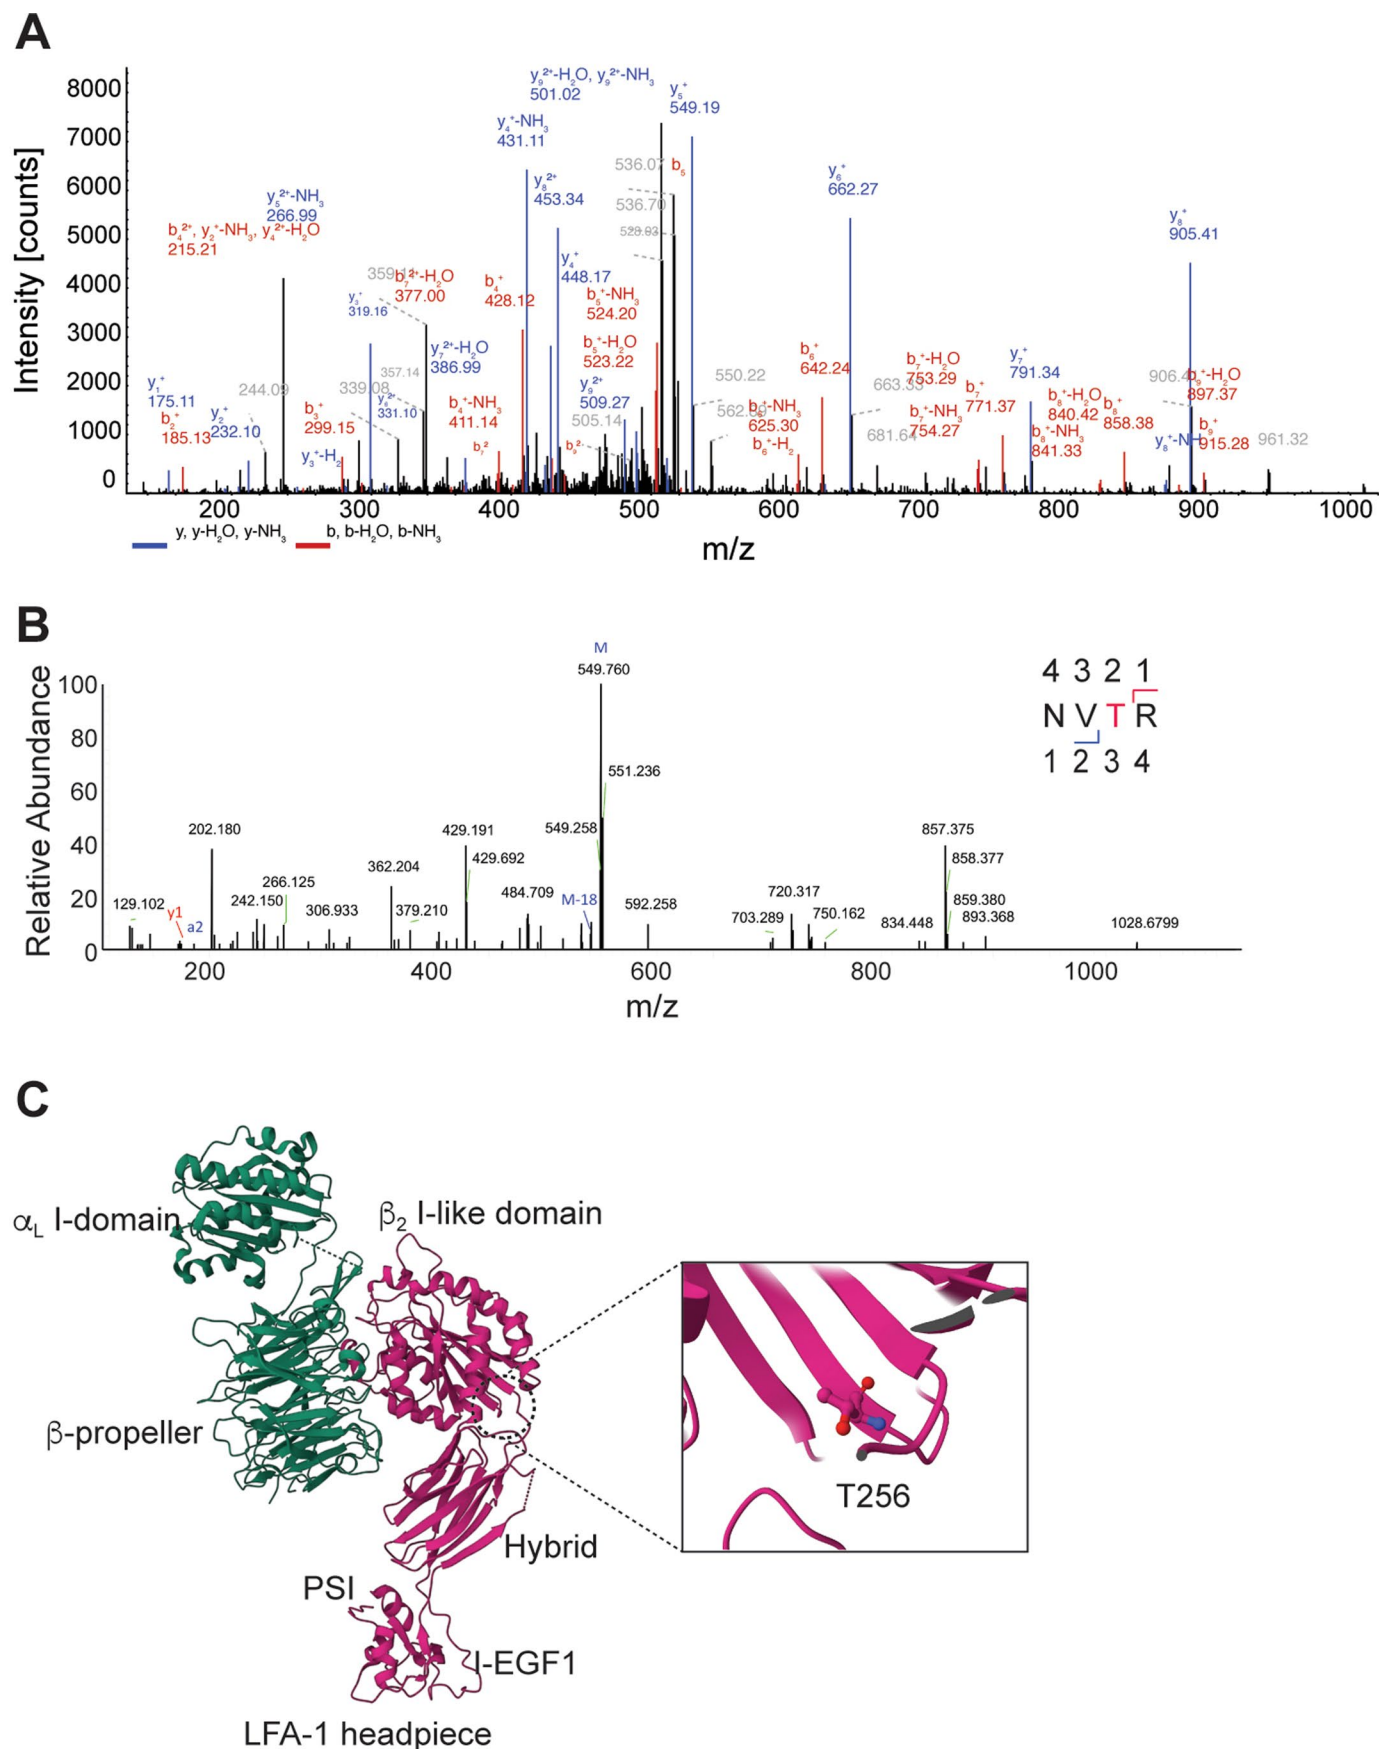 A
Intensity [counts]
8000
7000
6000
5000
4000
3000
2000
1000
0
y₉²⁺-H₂O, y₉²⁺-NH₃
501.02
y₅⁺
549.19
y₄⁺-NH₃
431.11
y₈²⁺
453.34
536.07
b₅
536.70
y₆⁺
662.27
y₅²⁺-NH₃
266.99
b₄²⁺, y₂⁺-NH₃, y₄²⁺-H₂O
215.21
y₈⁺
905.41
y₄⁺
448.17
b₇²⁺-H₂O
377.00
y₃⁺
319.16
b₄⁺
428.12
b₅⁺-NH₃
524.20
b₅⁺-H₂O
523.22
y₇²⁺-H₂O
386.99
357.14
339.08
331.10
244.09
y₁⁺
175.11
b₂⁺
185.13
y₂⁺
232.10
b₃⁺
299.15
y₃⁺-H₂
b₄⁺-NH₃
411.14
y₉²⁺
509.27
505.14
550.22
b₆⁺
642.24
b₆⁺-NH₃
625.30
b₆⁺-H₂
681.64
b₇⁺-H₂O
753.29
b₇⁺
771.37
b₇⁺-NH₃
754.27
y₇⁺
791.34
b₈⁺-H₂O
840.42
b₈⁺
858.38
b₈⁺-NH₃
841.33
906.4
b₉⁺-H₂O
897.37
y₈⁺-NH
b₉⁺
915.28
961.32
200 300 400 500 600 700 800 900 1000
m/z
y, y-H₂O, y-NH₃ b, b-H₂O, b-NH₃
B
Relative Abundance
100
80
60
40
20
0
M
549.760
551.236
549.258
202.180
429.191
429.692
362.204
266.125
242.150
129.102
y1
a2
306.933
379.210
484.709
M-18
592.258
720.317
703.289
750.162
857.375
858.377
859.380
834.448
893.368
1028.6799
4 3 2 1
N V T R
1 2 3 4
200 400 600 800 1000
m/z
C
αL I-domain
β₂ I-like domain
β-propeller
Hybrid
PSI
I-EGF1
T256
LFA-1 headpiece